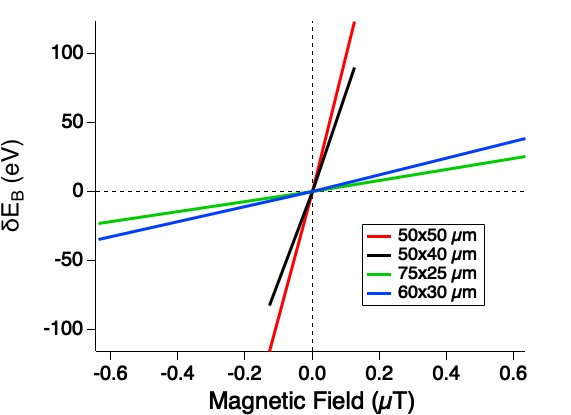 100
50
0
-50
-100
δE_B (eV)
50x50 µm
50x40 µm
75x25 µm
60x30 µm
-0.6 -0.4 -0.2 0.0 0.2 0.4 0.6
Magnetic Field (µT)